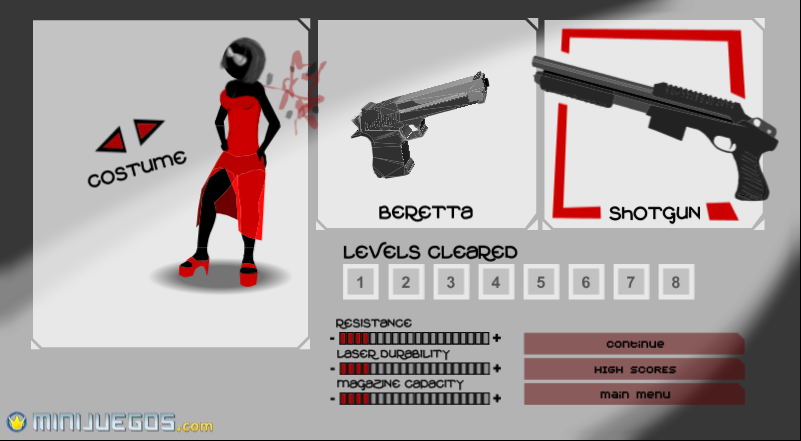 COSTUME
BERETTA
SHOTGUN
LEVELS CLEARED
1 2 3 4 5 6 7 8
RESISTANCE
- +
LASER DURABILITY
- +
MAGAZINE CAPACITY
- +
continue
HIGH SCORES
main menu
MINIJUEGOS.com